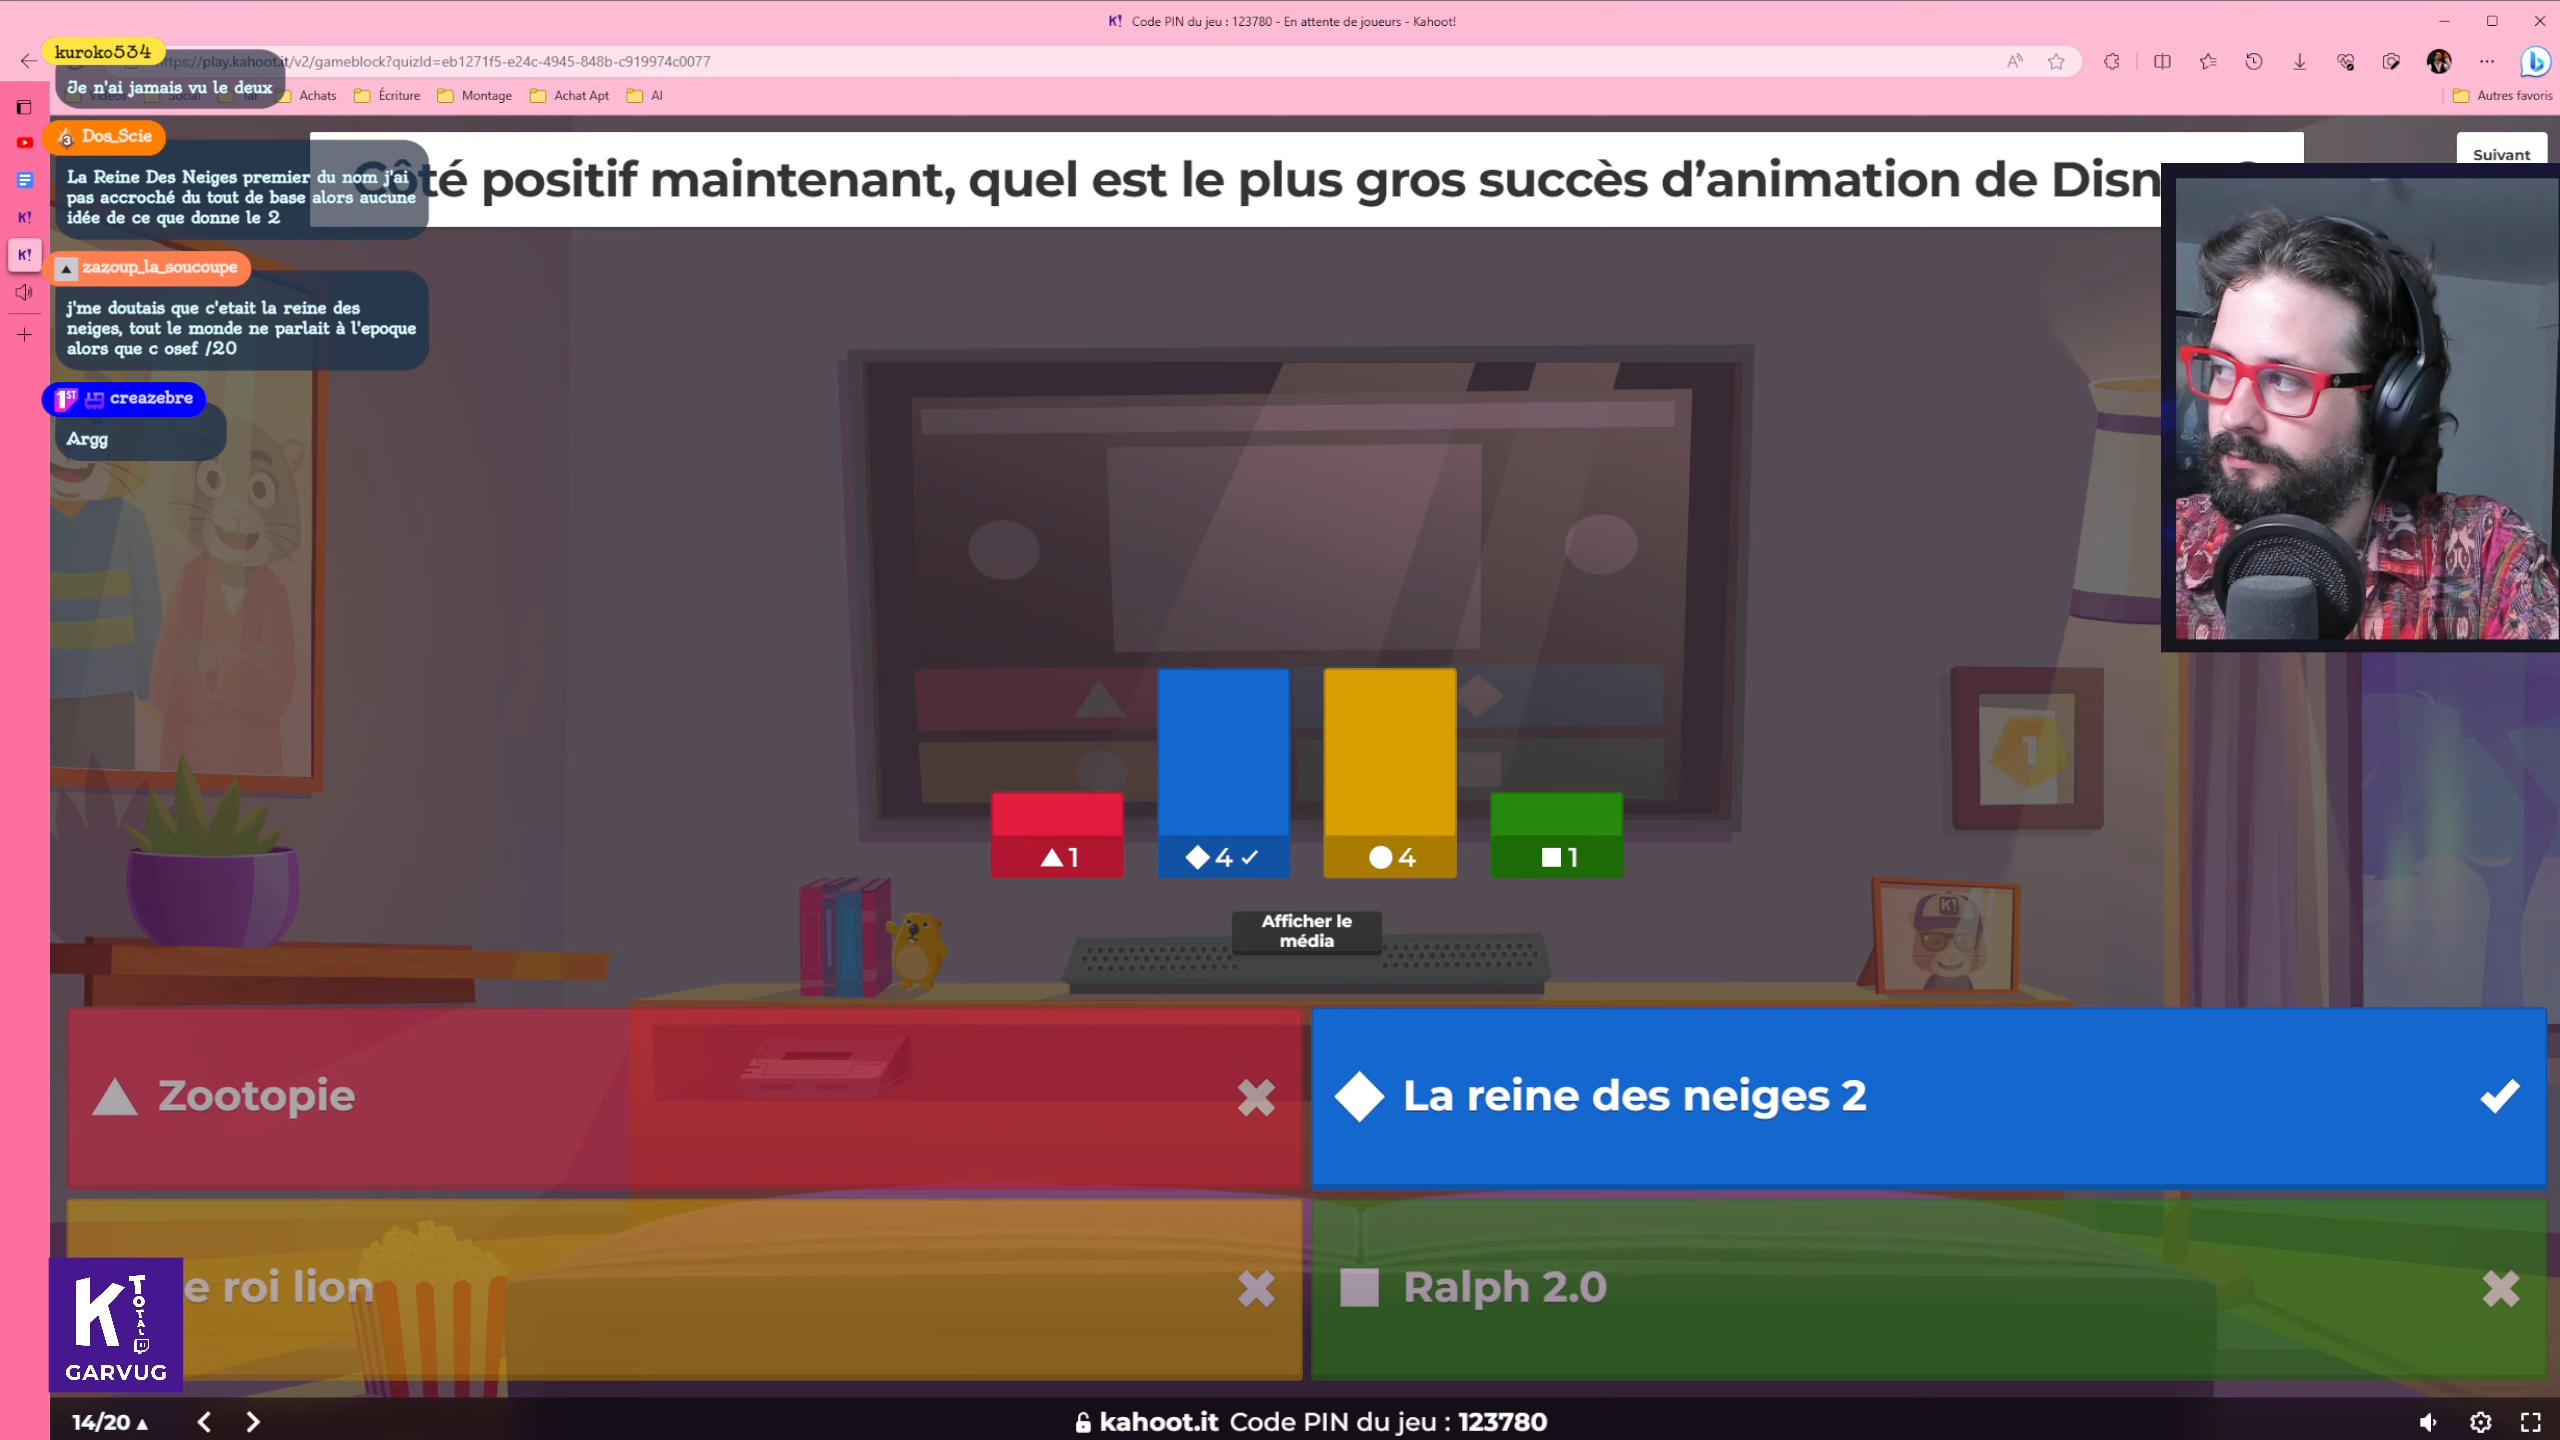 Code PIN du jeu : 123780 - En attente de joueurs - Kahoot!
kuroko534
https://play.kahoot.it/v2/gameblock?quizId=eb1271f5-e24c-4945-848b-c919974c0077
Je n'ai jamais vu le deux
Achats
Écriture
Montage
Achat Apt
AI
Autres favoris
3 Dos_Scie
La Reine Des Neiges premier du nom j'ai
pas accroché du tout de base alors aucune
idée de ce que donne le 2
Côté positif maintenant, quel est le plus gros succès d'animation de Disn
Suivant
zazoup_la_soucoupe
j'me doutais que c'etait la reine des
neiges, tout le monde ne parlait à l'epoque
alors que c osef /20
1ST creazebre
Argg
1
1
4
4
1
K!
Afficher le
média
Zootopie
La reine des neiges 2
e roi lion
Ralph 2.0
K TOTAL
GARVUG
14/20
kahoot.it Code PIN du jeu : 123780